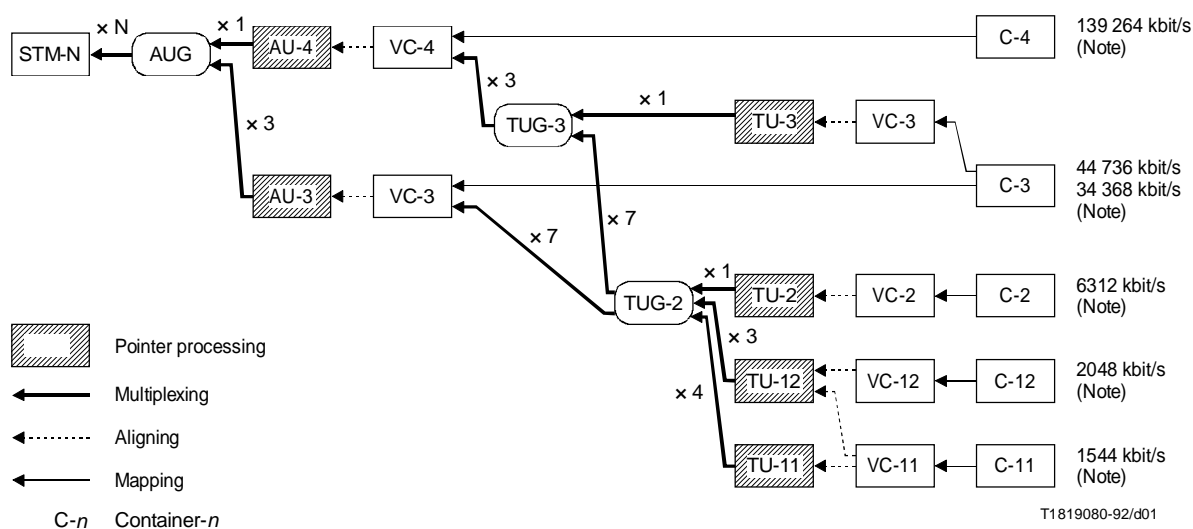 × N
× 1
STM-N
AUG
AU-4
VC-4
C-4
139 264 kbit/s
(Note)
× 3
× 3
× 1
TUG-3
TU-3
VC-3
AU-3
VC-3
C-3
44 736 kbit/s
34 368 kbit/s
(Note)
× 7
× 7
× 1
TUG-2
TU-2
VC-2
C-2
6312 kbit/s
(Note)
× 3
TU-12
VC-12
C-12
2048 kbit/s
(Note)
× 4
TU-11
VC-11
C-11
1544 kbit/s
(Note)
Pointer processing
Multiplexing
Aligning
Mapping
C-n Container-n
T1819080-92/d01